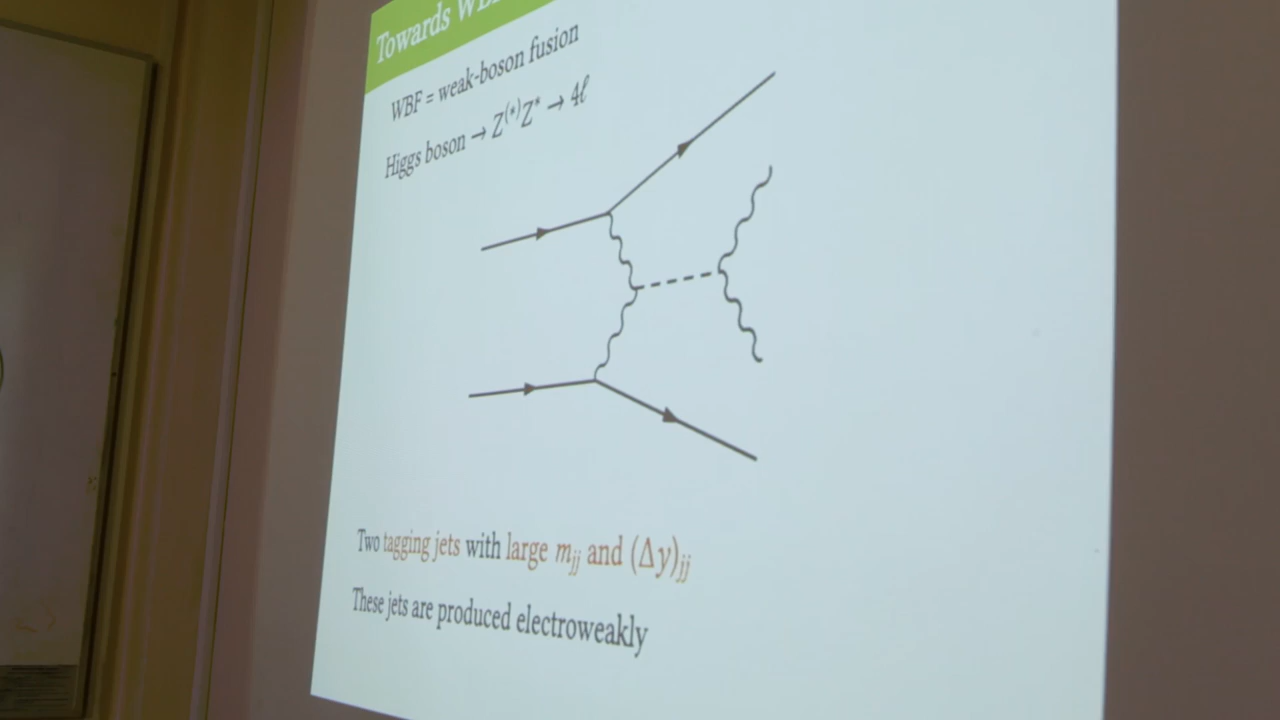 Towards WBF
WBF = weak-boson fusion
Higgs boson → Z⁽*⁾Z* → 4ℓ
Two tagging jets with large m_jj and (Δy)_jj
These jets are produced electroweakly